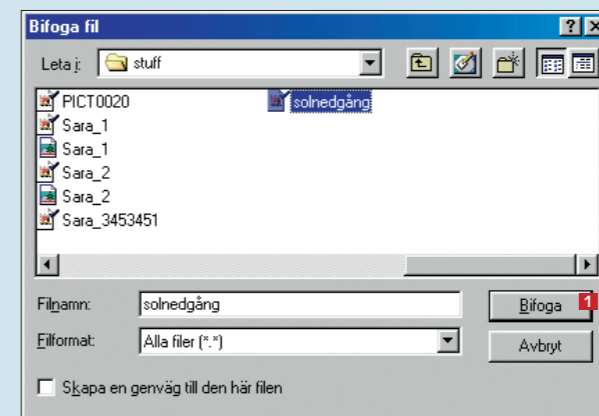 Bifoga fil
Leta i: stuff
PICT0020 solnedgång
Sara_1
Sara_1
Sara_2
Sara_2
Sara_3453451
Filnamn: solnedgång Bifoga 1
Filformat: Alla filer (*.*) Avbryt
Skapa en genväg till den här filen